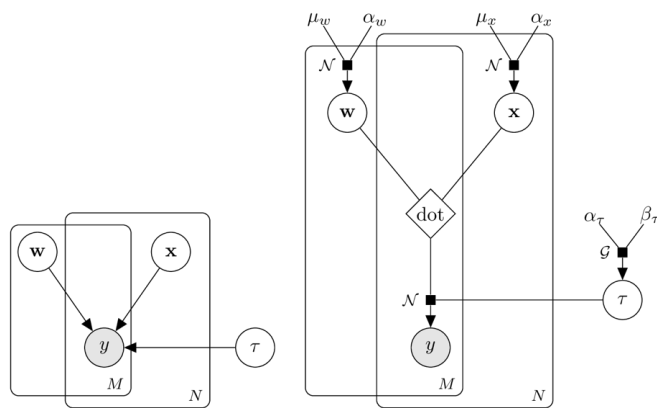 μ_w α_w μ_x α_x
𝒩 𝒩
w x
dot
α_τ β_τ
𝒢
w x
𝒩 τ
y τ y
M M
N N